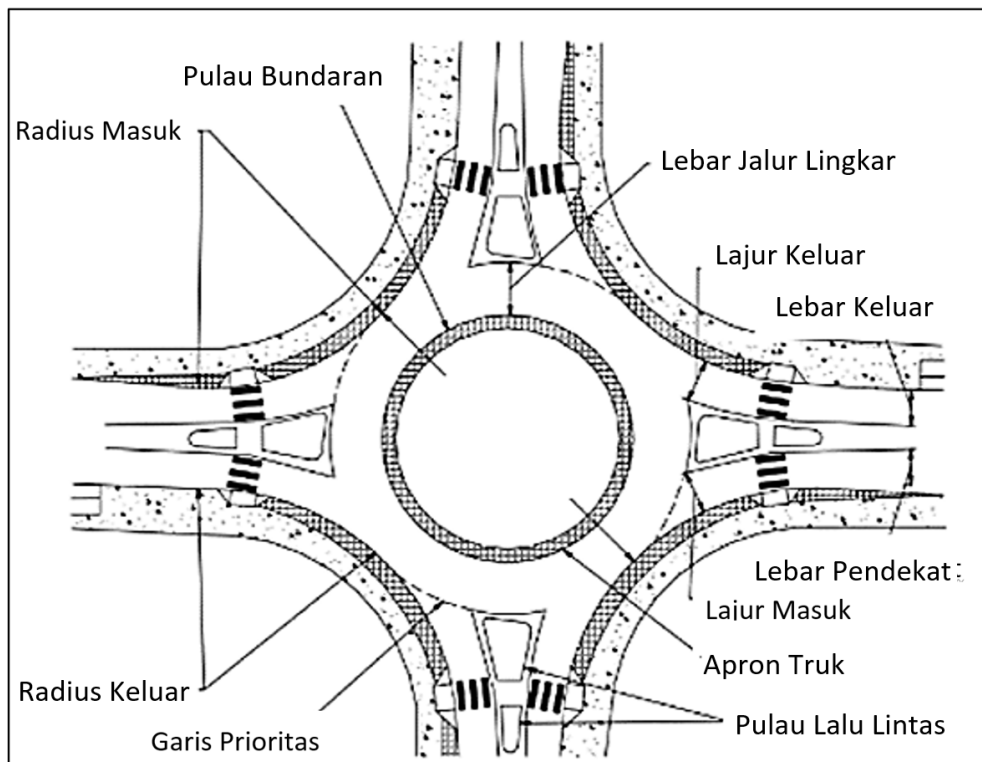 Pulau Bundaran
Radius Masuk
Lebar Jalur Lingkar
Lajur Keluar
Lebar Keluar
Lebar Pendekat
Lajur Masuk
Apron Truk
Radius Keluar
Pulau Lalu Lintas
Garis Prioritas